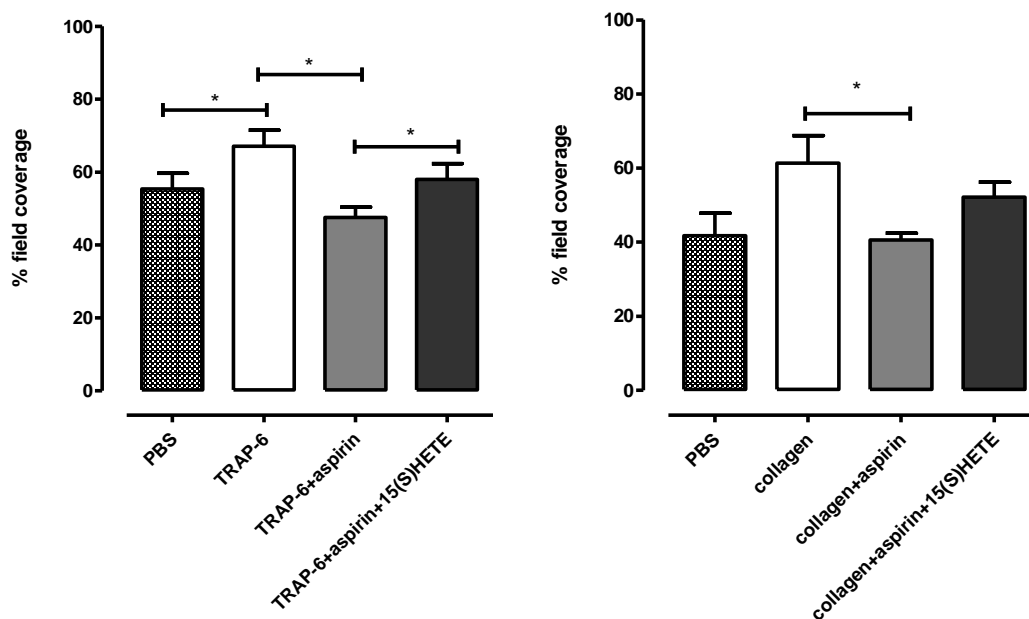 % field coverage
100
80
60
40
20
0
*
*
*
PBS
TRAP-6
TRAP-6+aspirin
TRAP-6+aspirin+15(S)HETE
% field coverage
100
80
60
40
20
0
*
PBS
collagen
collagen+aspirin
collagen+aspirin+15(S)HETE